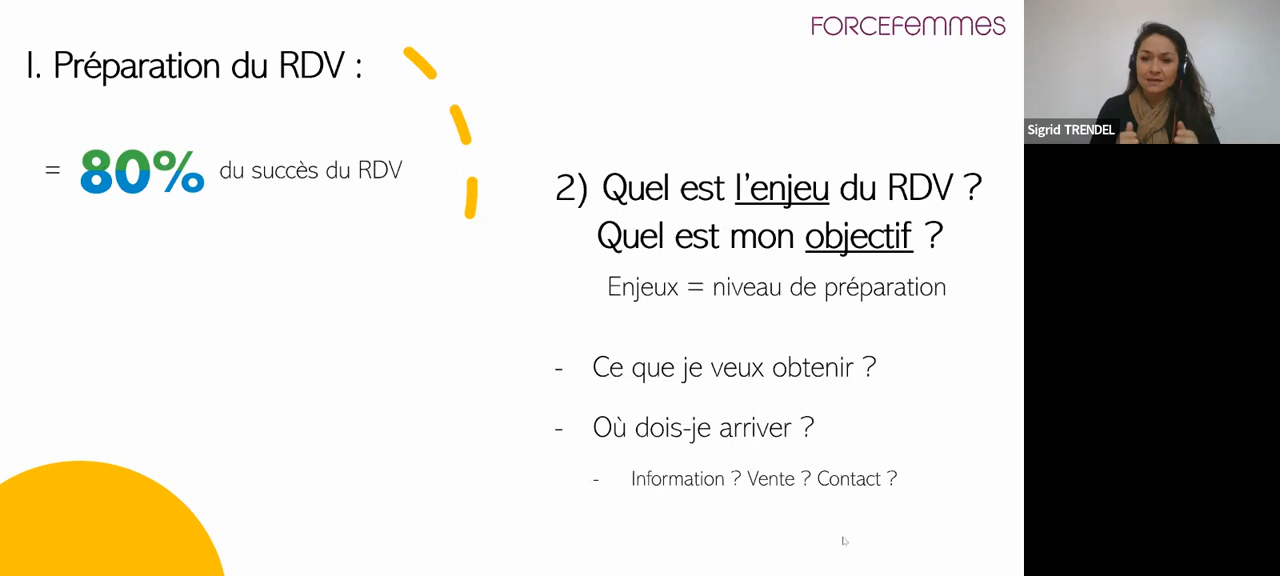 FORCEFEMMES
I. Préparation du RDV :
= 80% du succès du RDV
2) Quel est l'enjeu du RDV ?
Quel est mon objectif ?
Enjeux = niveau de préparation
- Ce que je veux obtenir ?
- Où dois-je arriver ?
- Information ? Vente ? Contact ?
Sigrid TRENDEL